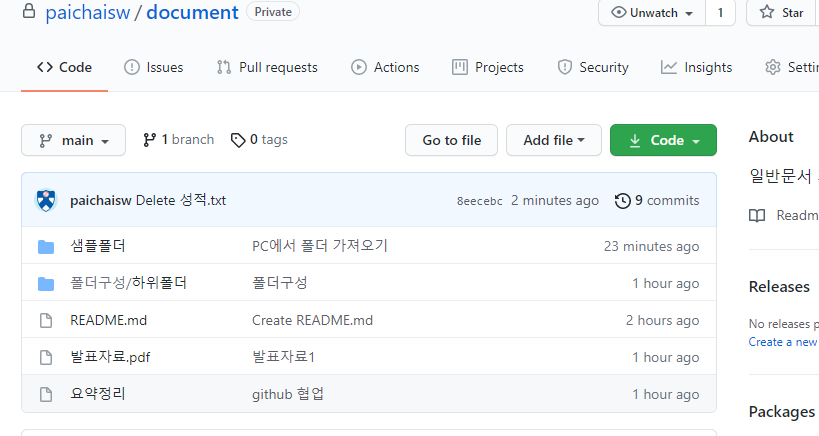 paichaisw / document Private Unwatch 1 Star
Code Issues Pull requests Actions Projects Security Insights
main 1 branch 0 tags Go to file Add file Code
About
paichaisw Delete 성적.txt 8eecebc 2 minutes ago 9 commits
일반문서
Readm
샘플폴더 PC에서 폴더 가져오기 23 minutes ago
폴더구성/하위폴더 폴더구성 1 hour ago
Releases
README.md Create README.md 2 hours ago
No releases p
Create a new
발표자료.pdf 발표자료1 1 hour ago
요약정리 github 협업 1 hour ago
Packages